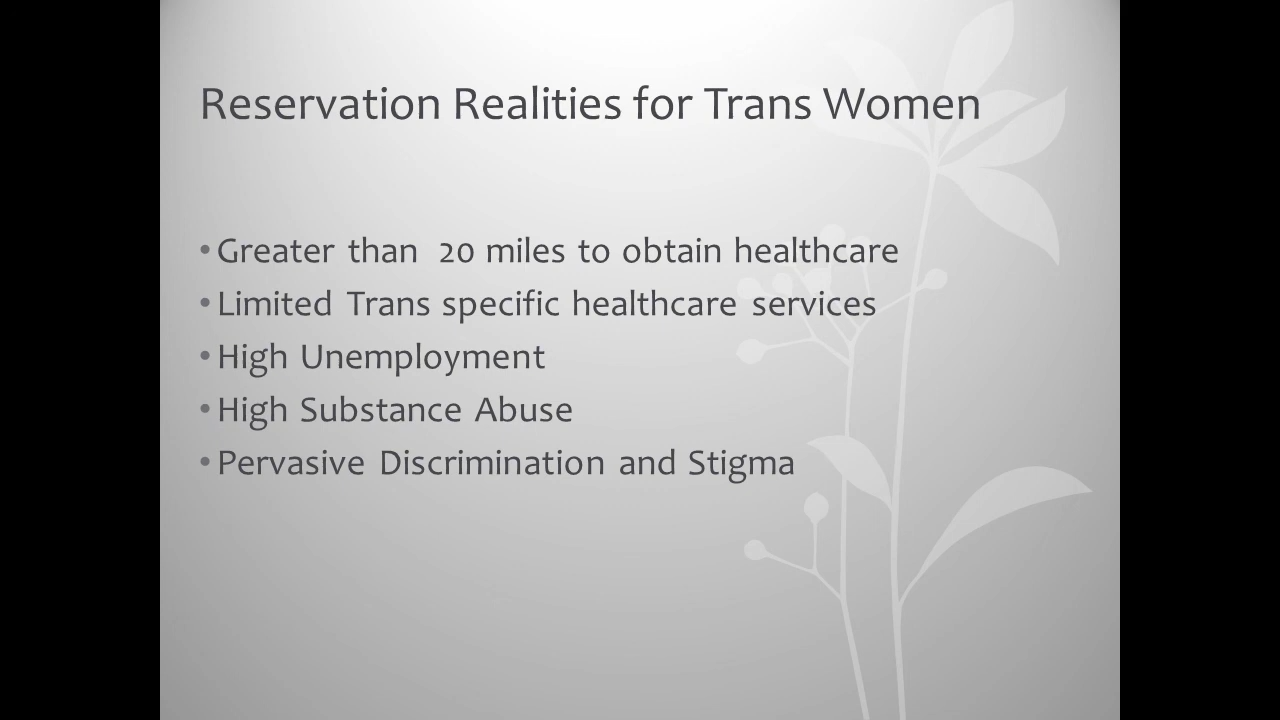 Reservation Realities for Trans Women
• Greater than 20 miles to obtain healthcare
• Limited Trans specific healthcare services
• High Unemployment
• High Substance Abuse
• Pervasive Discrimination and Stigma